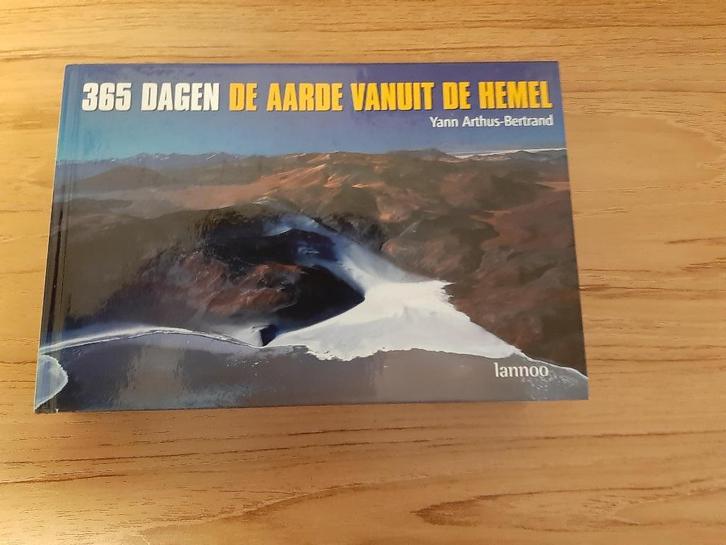 365 DAGEN DE AARDE VANUIT DE HEMEL
Yann Arthus-Bertrand
lannoo